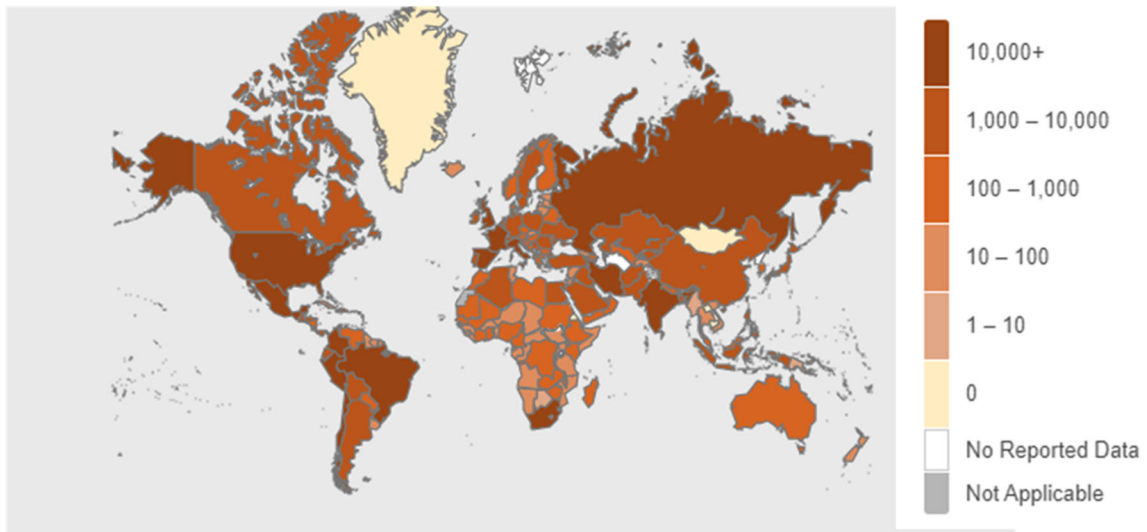 10,000+
1,000 – 10,000
100 – 1,000
10 – 100
1 – 10
0
No Reported Data
Not Applicable